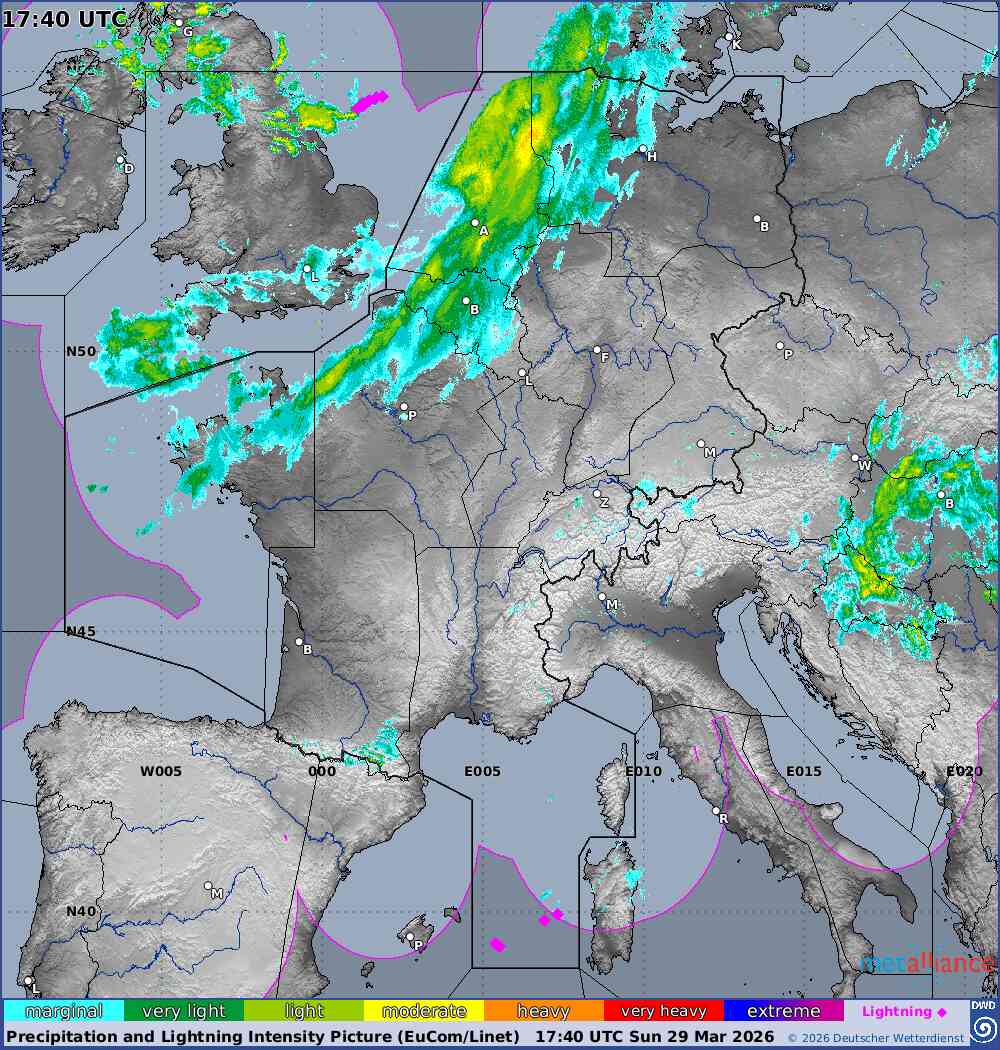 17:40 UTC
G
K
D
H
A
B
L
B
N50
P
F
L
P
M
W
B
Z
M
N45
B
W005
000
E005
E010
E015
E020
R
M
N40
P
L
metalliance
marginal
very light
light
moderate
heavy
very heavy
extreme
Lightning ◆
DWD
Precipitation and Lightning Intensity Picture (EuCom/Linet) 17:40 UTC Sun 29 Mar 2026 © 2026 Deutscher Wetterdienst